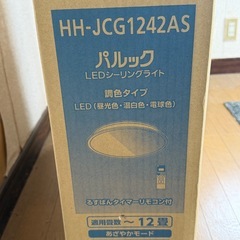 HH-JCG1242AS
パルック
LEDシーリングライト
調色タイプ
LED（昼光色・温白色・電球色）
るすばんタイマーリモコン付
適用畳数 ～12畳
あざやかモード